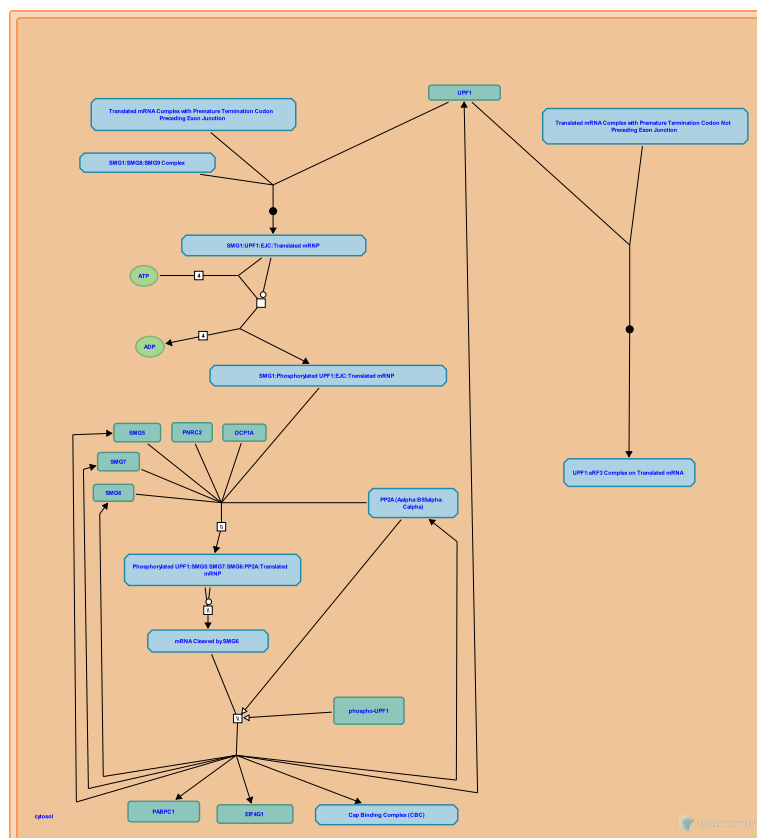 UPF1
Translated mRNA Complex with Premature Termination Codon
Preceding Exon Junction
Translated mRNA Complex with Premature Termination Codon Not
Preceding Exon Junction
SMG1:SMG8:SMG9 Complex
SMG1:UPF1:EJC:Translated mRNP
ATP
4
4
ADP
SMG1:Phosphorylated UPF1:EJC:Translated mRNP
SMG5
PNRC2
DCP1A
SMG7
UPF1:eRF3 Complex on Translated mRNA
SMG6
PP2A (Aalpha:B55alpha:
Calpha)
\\
Phosphorylated UPF1:SMG5:SMG7:SMG6:PP2A:Translated
mRNP
\\
mRNA Cleaved by SMG6
phospho-UPF1
\\
PABPC1
EIF4G1
Cap Binding Complex (CBC)
cytosol
reactome